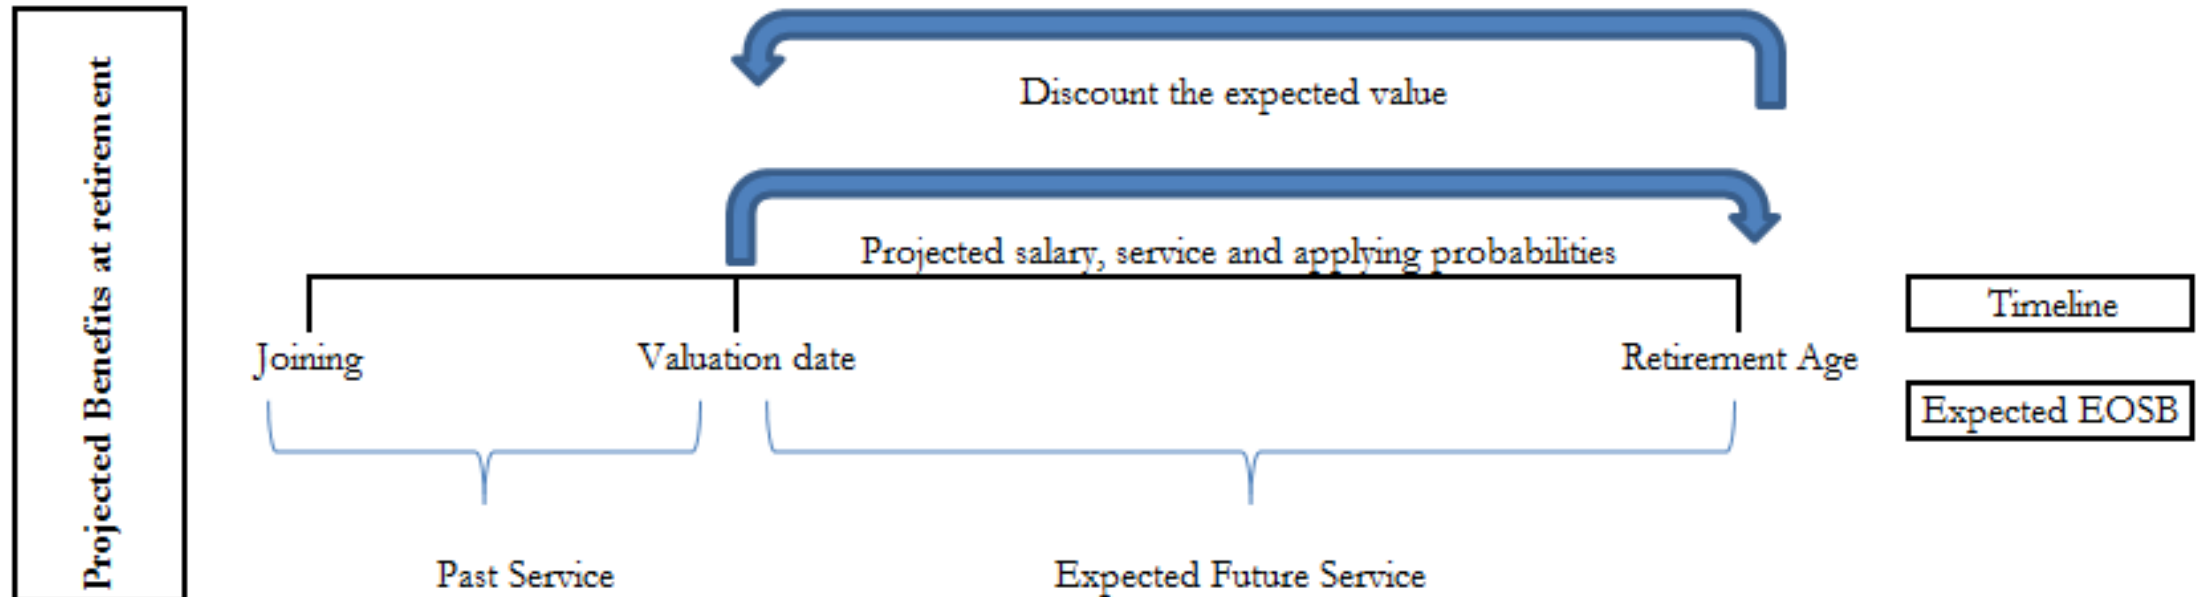 Projected Benefits at retirement
Discount the expected value
Projected salary, service and applying probabilities
Timeline
Joining
Valuation date
Retirement Age
Expected EOSB
Past Service
Expected Future Service